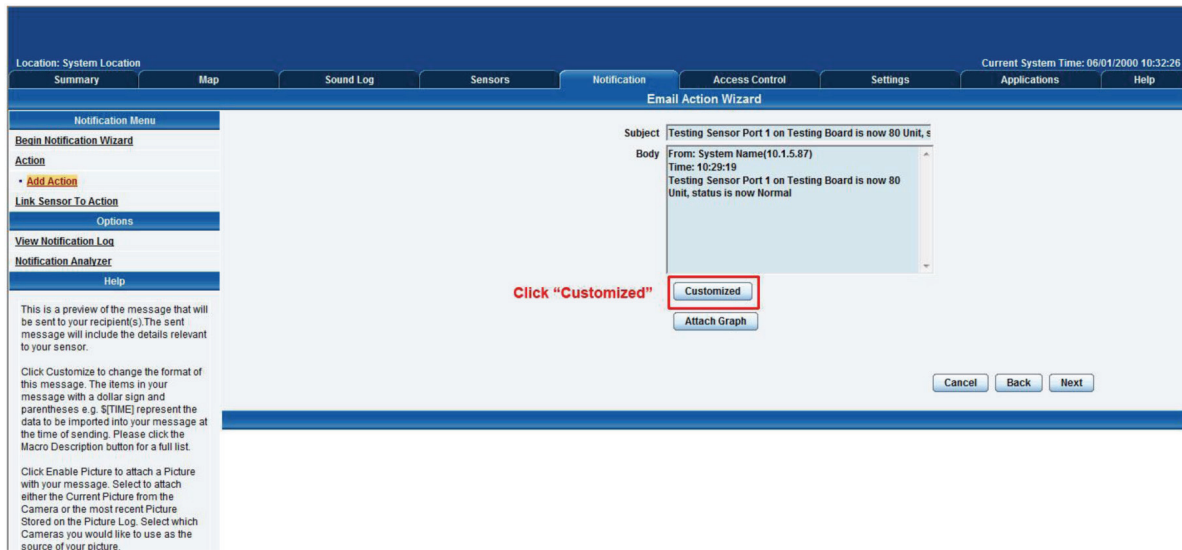 Location: System Location
Current System Time: 06/01/2000 10:32:26
Summary
Map
Sound Log
Sensors
Notification
Access Control
Settings
Applications
Help
Email Action Wizard
Notification Menu
Begin Notification Wizard
Action
• Add Action
Link Sensor To Action
Options
View Notification Log
Notification Analyzer
Help
This is a preview of the message that will
be sent to your recipient(s).The sent
message will include the details relevant
to your sensor.
Click Customize to change the format of
this message. The items in your
message with a dollar sign and
parentheses e.g. $[TIME] represent the
data to be imported into your message at
the time of sending. Please click the
Macro Description button for a full list.
Click Enable Picture to attach a Picture
with your message. Select to attach
either the Current Picture from the
Camera or the most recent Picture
Stored on the Picture Log. Select which
Cameras you would like to use as the
source of your picture.
Subject
Testing Sensor Port 1 on Testing Board is now 80 Unit, s
Body
From: System Name(10.1.5.87)
Time: 10:29:19
Testing Sensor Port 1 on Testing Board is now 80
Unit, status is now Normal
Click “Customized”
Customized
Attach Graph
Cancel
Back
Next